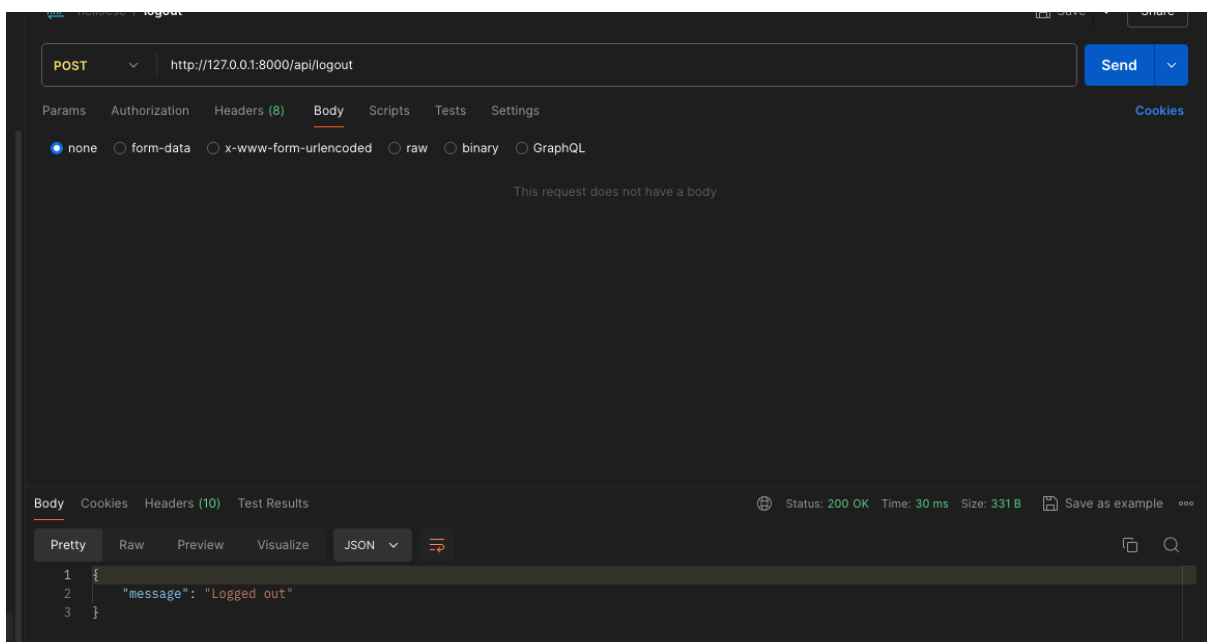 / logout
Save
Share
POST
http://127.0.0.1:8000/api/logout
Send
Params Authorization Headers (8) Body Scripts Tests Settings Cookies
none form-data x-www-form-urlencoded raw binary GraphQL
This request does not have a body
Body Cookies Headers (10) Test Results
Status: 200 OK Time: 30 ms Size: 331 B Save as example
Pretty Raw Preview Visualize JSON
1 {
2 "message": "Logged out"
3 }